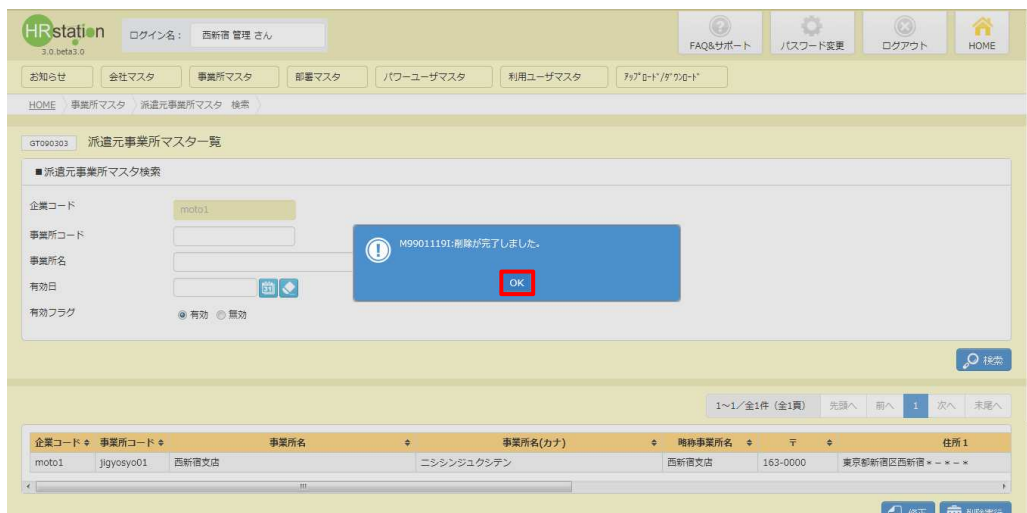 HRstation
3.0.beta3.0
ログイン名： 西新宿 管理 さん
FAQ&サポート パスワード変更 ログアウト HOME
お知らせ 会社マスタ 事業所マスタ 部署マスタ パワーユーザマスタ 利用ユーザマスタ ｱｯﾌﾟﾛｰﾄﾞ/ﾀﾞｳﾝﾛｰﾄﾞ
HOME 事業所マスタ 派遣元事業所マスタ 検索
GT090303 派遣元事業所マスター覧
■派遣元事業所マスタ検索
企業コード moto1
事業所コード
M9901119I:削除が完了しました。
事業所名
OK
有効日
有効フラグ 有効 無効
検索
1～1／全1件（全1頁） 先頭へ 前へ 1 次へ 末尾へ
企業コード 事業所コード 事業所名 事業所名(カナ) 略称事業所名 〒 住所1
moto1 jigyosyo01 西新宿支店 ニシシンジュクシテン 西新宿支店 163-0000 東京都新宿区西新宿＊－＊－＊
修正